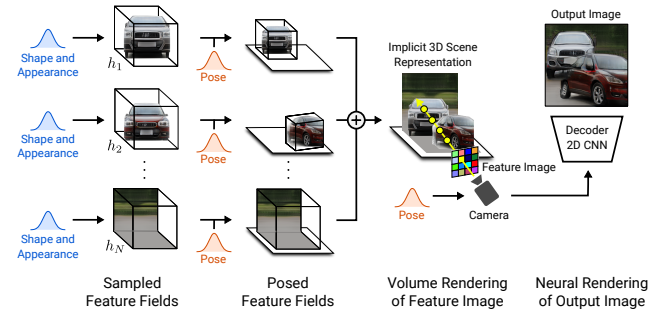 Shape and
Appearance
h1
Pose
Shape and
Appearance
h2
Pose
Shape and
Appearance
hN
Pose
Implicit 3D Scene
Representation
Feature Image
Pose
Camera
Output Image
Decoder
2D CNN
Sampled
Feature Fields
Posed
Feature Fields
Volume Rendering
of Feature Image
Neural Rendering
of Output Image